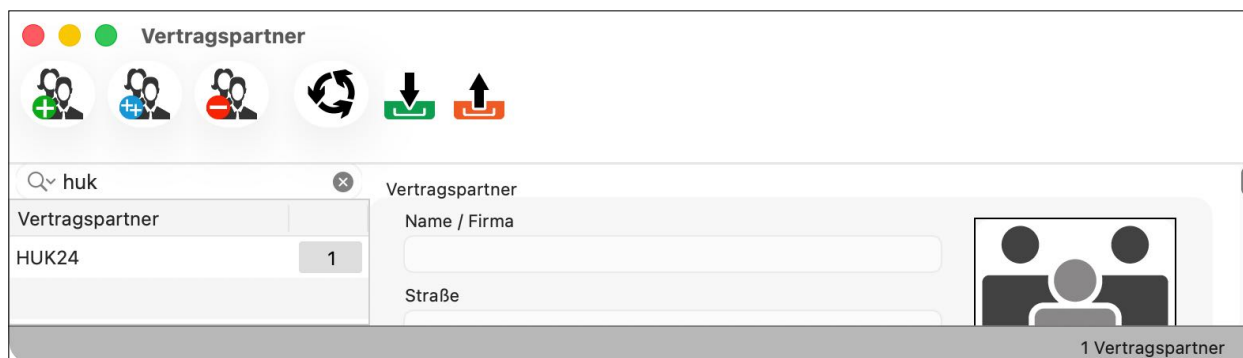 Vertragspartner
huk
Vertragspartner
Vertragspartner
Name / Firma
HUK24 1
Straße
1 Vertragspartner